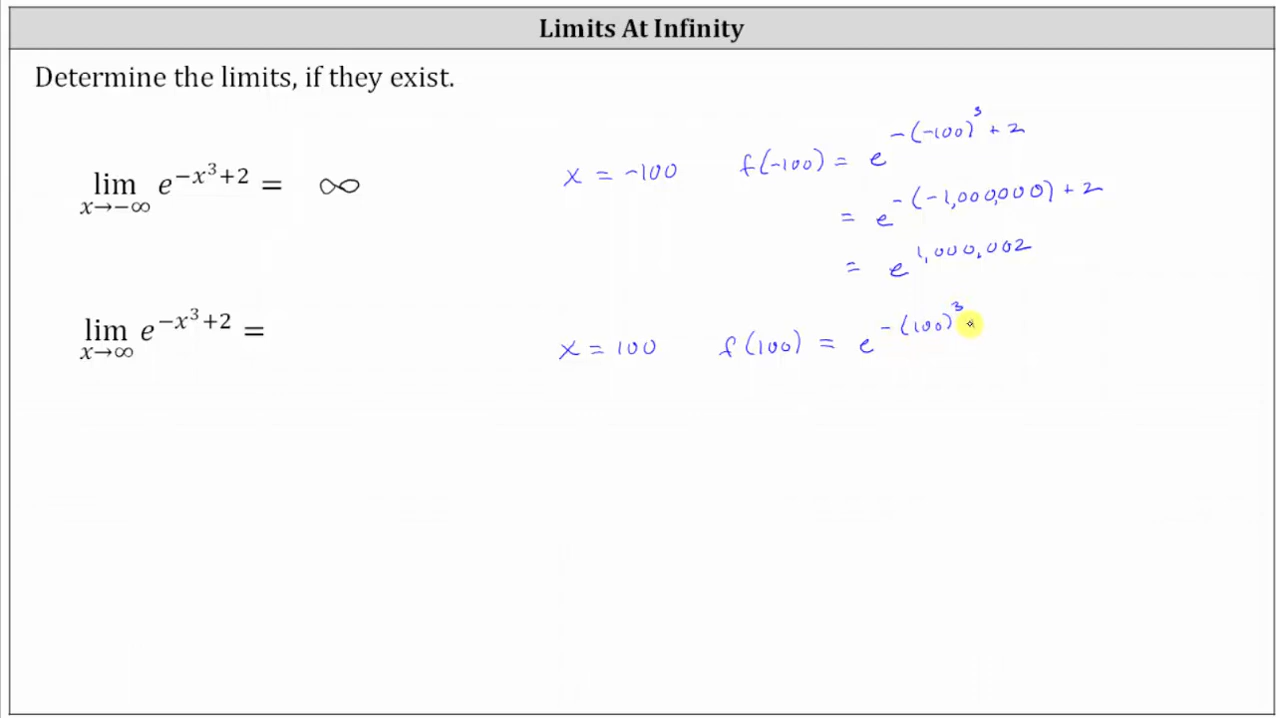 Limits At Infinity
Determine the limits, if they exist.
lim x→−∞ e^{−x³+2} = ∞
x = -100 f(-100) = e^{-(-100)³ + 2}
= e^{-(-1,000,000) + 2}
= e^{1,000,002}
lim x→∞ e^{−x³+2} =
x = 100 f(100) = e^{-(100)³}